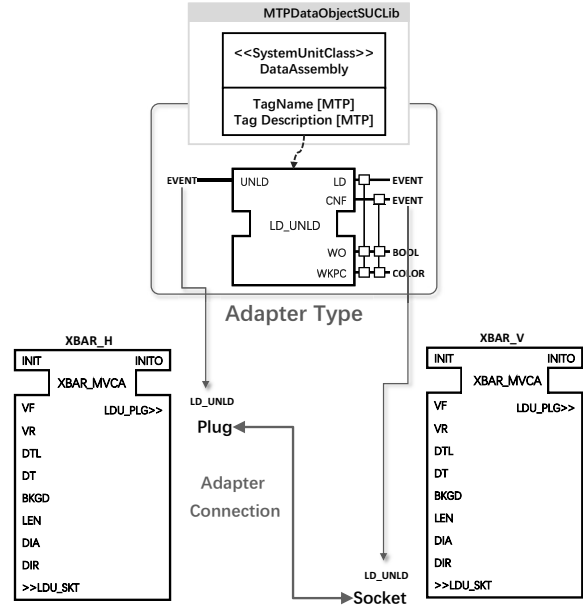 MTPDataObjectSUCLib
<<SystemUnitClass>>
DataAssembly
TagName [MTP]
Tag Description [MTP]
EVENT
UNLD
LD
EVENT
CNF
EVENT
LD_UNLD
WO
BOOL
WKPC
COLOR
Adapter Type
XBAR_H
INIT
INITO
XBAR_MVCA
VF
LDU_PLG>>
VR
DTL
DT
BKGD
LEN
DIA
DIR
>>LDU_SKT
LD_UNLD
Plug
Adapter
Connection
XBAR_V
INIT
INITO
XBAR_MVCA
VF
LDU_PLG>>
VR
DTL
DT
BKGD
LEN
DIA
DIR
>>LDU_SKT
LD_UNLD
Socket